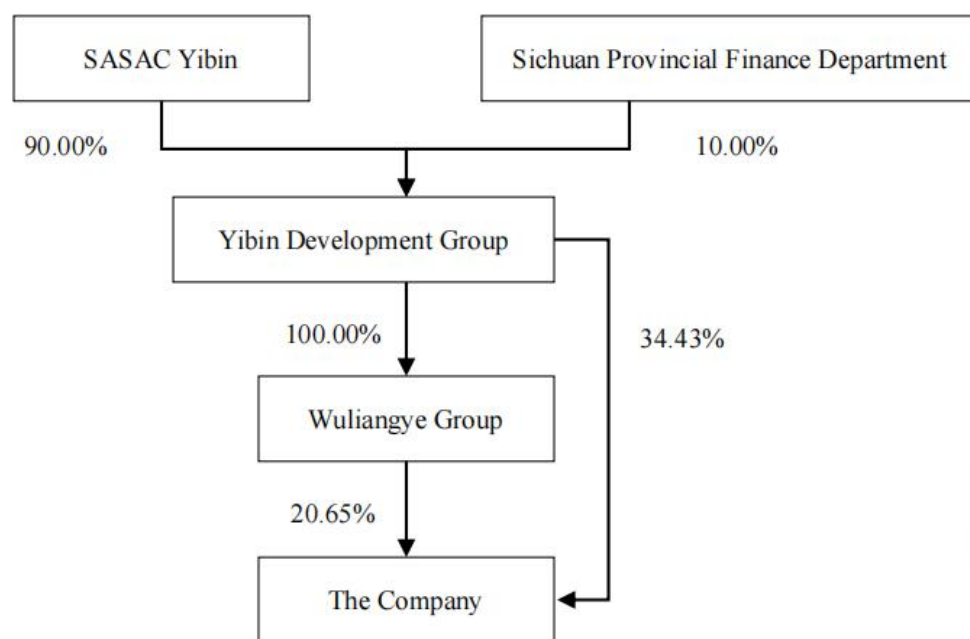 SASAC Yibin
Sichuan Provincial Finance Department
90.00%
10.00%
Yibin Development Group
100.00%
34.43%
Wuliangye Group
20.65%
The Company